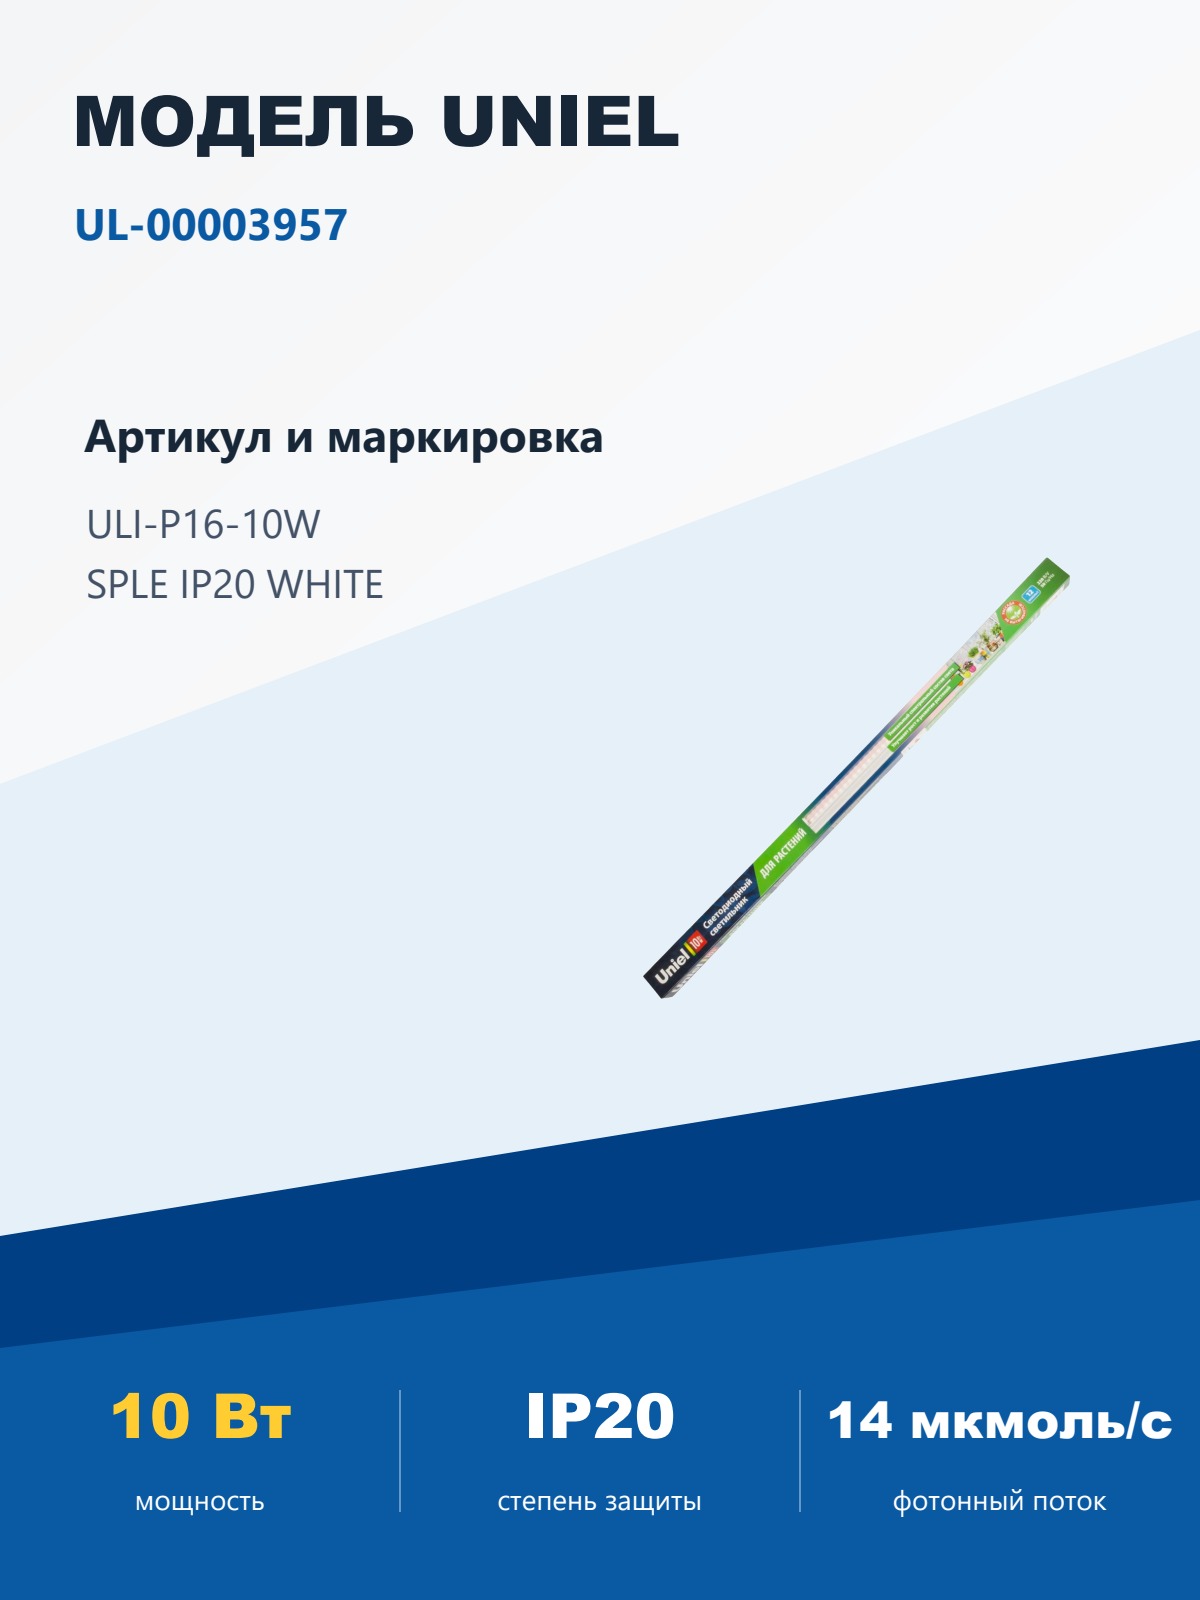 МОДЕЛЬ UNIEL
UL-00003957
Артикул и маркировка
ULI-P16-10W
SPLE IP20 WHITE
ДЛЯ РАСТЕНИЙ
Светодиодный
светильник
Uniel
10 Вт
мощность
IP20
степень защиты
14 мкмоль/с
фотонный поток